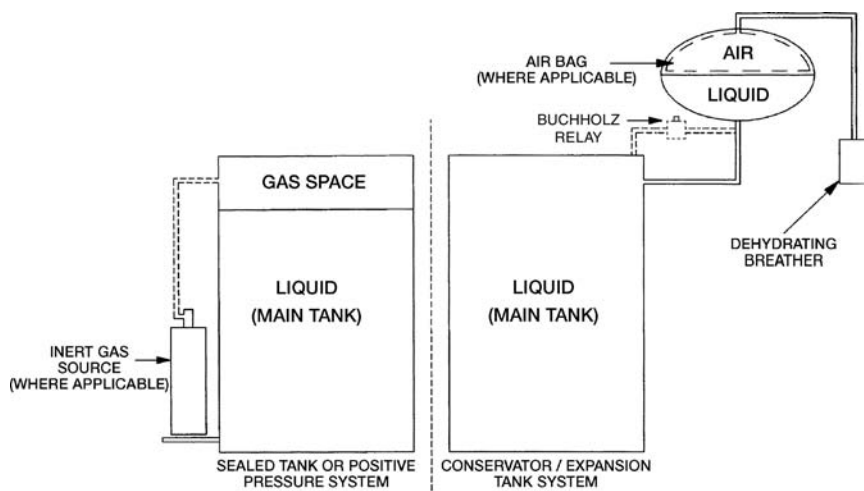 AIR BAG
(WHERE APPLICABLE)
AIR
LIQUID
BUCHHOLZ
RELAY
GAS SPACE
LIQUID
(MAIN TANK)
LIQUID
(MAIN TANK)
DEHYDRATING
BREATHER
INERT GAS
SOURCE
(WHERE APPLICABLE)
SEALED TANK OR POSITIVE
PRESSURE SYSTEM
CONSERVATOR / EXPANSION
TANK SYSTEM